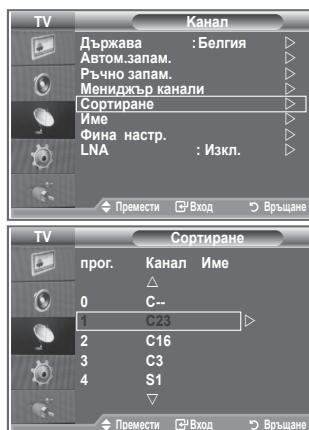 TV Канал
Държава :Белгия
Автом.запам.
Ръчно запам.
Мениджър канали
Сортиране
Име
Фина настр.
LNA : Изкл.
Премести Вход Връщане
TV Сортиране
прог. Канал Име
0 C--
1 C23
2 C16
3 C3
4 S1
Премести Вход Връщане